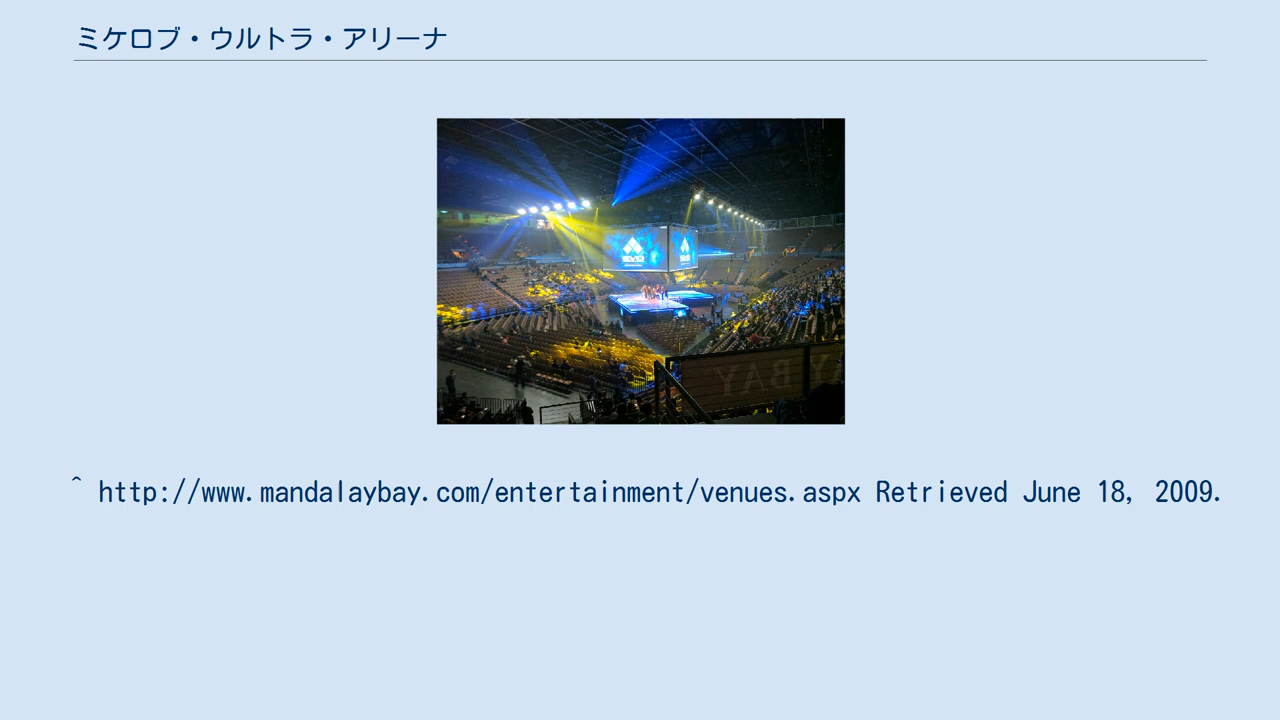 ミケロブ・ウルトラ・アリーナ
EVO
^ http://www.mandalaybay.com/entertainment/venues.aspx Retrieved June 18, 2009.